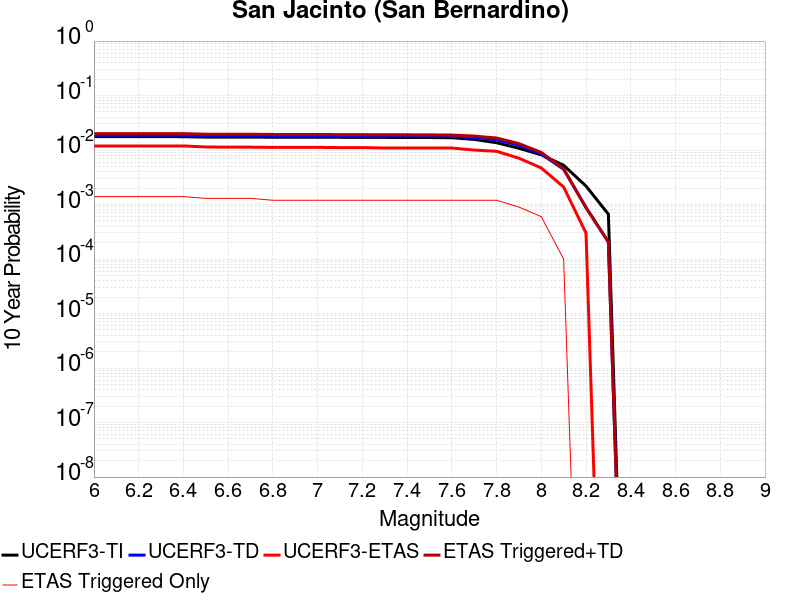 San Jacinto (San Bernardino)
10 0
10 -1
10 -2
10 -3
10 -4
10 -5
10 -6
10 -7
10 -8
10 Year Probability
6 6.2 6.4 6.6 6.8 7 7.2 7.4 7.6 7.8 8 8.2 8.4 8.6 8.8 9
Magnitude
UCERF3-TI UCERF3-TD UCERF3-ETAS ETAS Triggered+TD
ETAS Triggered Only